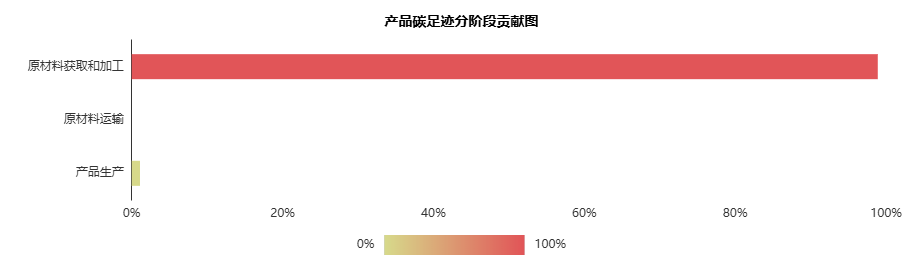 产品碳足迹分阶段贡献图
原材料获取和加工
原材料运输
产品生产
0% 20% 40% 60% 80% 100%
0% 100%